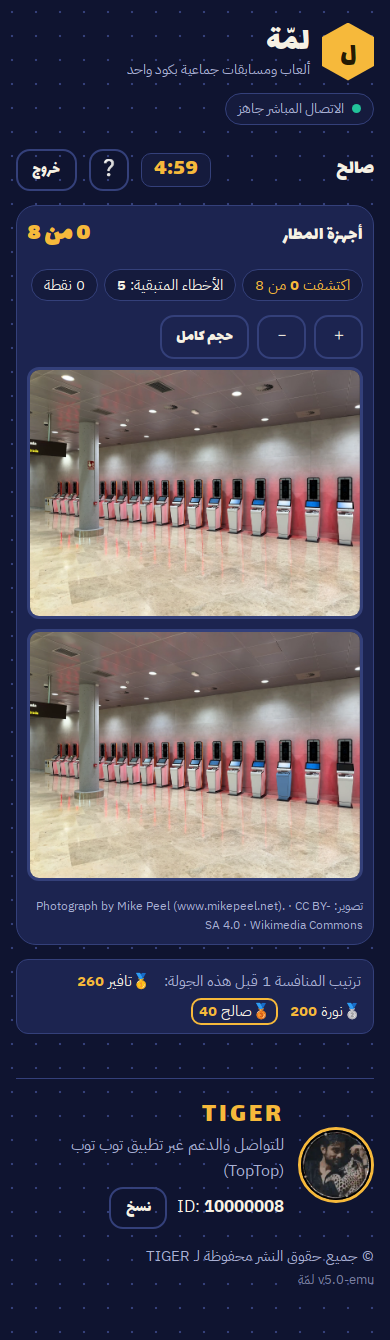 لمّة
ل
ألعاب ومسابقات جماعية بكود واحد
الاتصال المباشر جاهز
صالح
4:59
?
خروج
أجهزة المطار
0 من 8
اكتشفت 0 من 8
الأخطاء المتبقية: 5
0 نقطة
+
−
حجم كامل
تصوير: Photograph by Mike Peel (www.mikepeel.net). · CC BY-SA 4.0 · Wikimedia Commons
ترتيب المنافسة 1 قبل هذه الجولة: 🥇 تافير 260
🥈 نورة 200 🥉 صالح 40
TIGER
للتواصل والدعم عبر تطبيق توب توب
(TopTop)
ID: 10000008
نسخ
© جميع حقوق النشر محفوظة لـ TIGER
لمّة v5.0-emu